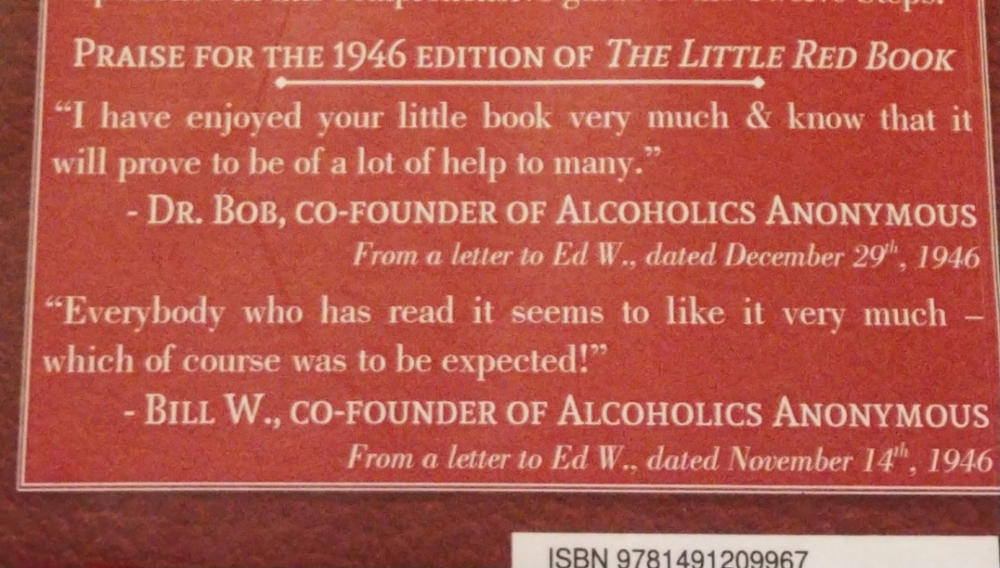 Steps.
PRAISE FOR THE 1946 EDITION OF THE LITTLE RED BOOK
“I have enjoyed your little book very much & know that it
will prove to be of a lot of help to many.”
- DR. BOB, CO-FOUNDER OF ALCOHOLICS ANONYMOUS
From a letter to Ed W., dated December 29th, 1946
“Everybody who has read it seems to like it very much –
which of course was to be expected!”
- BILL W., CO-FOUNDER OF ALCOHOLICS ANONYMOUS
From a letter to Ed W., dated November 14th, 1946
ISBN 9781491209967